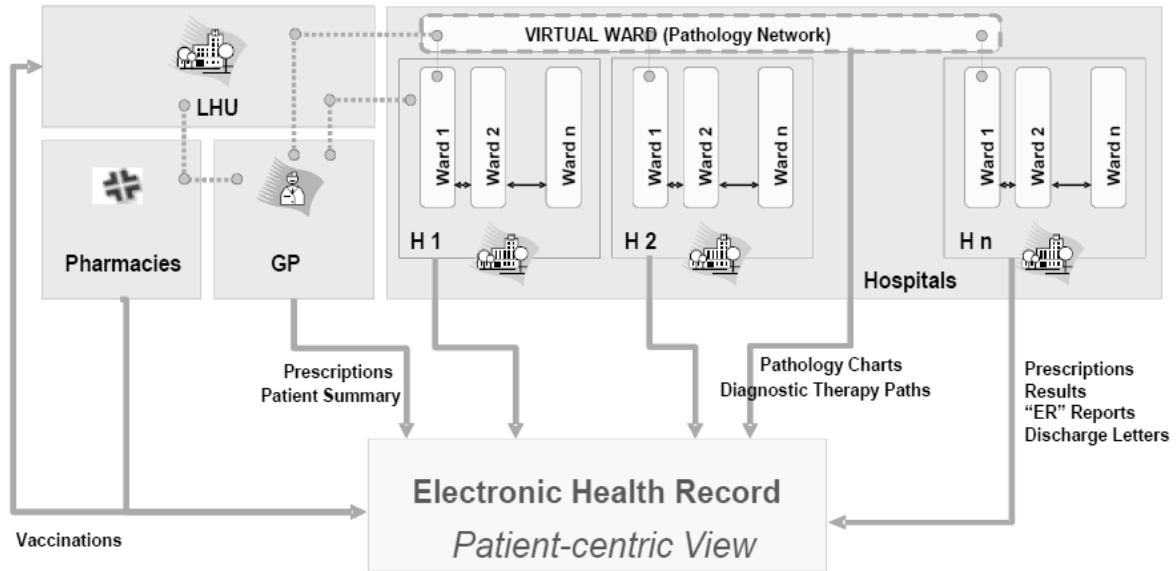 VIRTUAL WARD (Pathology Network)
LHU
Ward 1
Ward 2
Ward n
Ward 1
Ward 2
Ward n
Ward 1
Ward 2
Ward n
H 1
H 2
H n
Pharmacies
GP
Hospitals
Prescriptions
Patient Summary
Pathology Charts
Diagnostic Therapy Paths
Prescriptions
Results
“ER” Reports
Discharge Letters
Electronic Health Record
Patient-centric View
Vaccinations